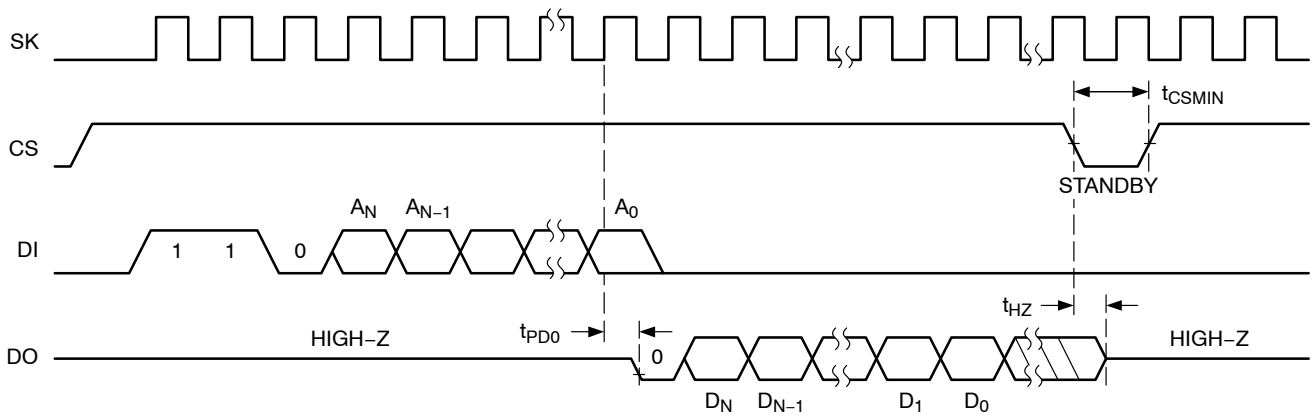 SK
t_CSMIN
CS
STANDBY
A_N A_N−1 A_0
DI 1 1 0
t_HZ
t_PD0
HIGH−Z HIGH−Z
DO 0
D_N D_N−1 D_1 D_0